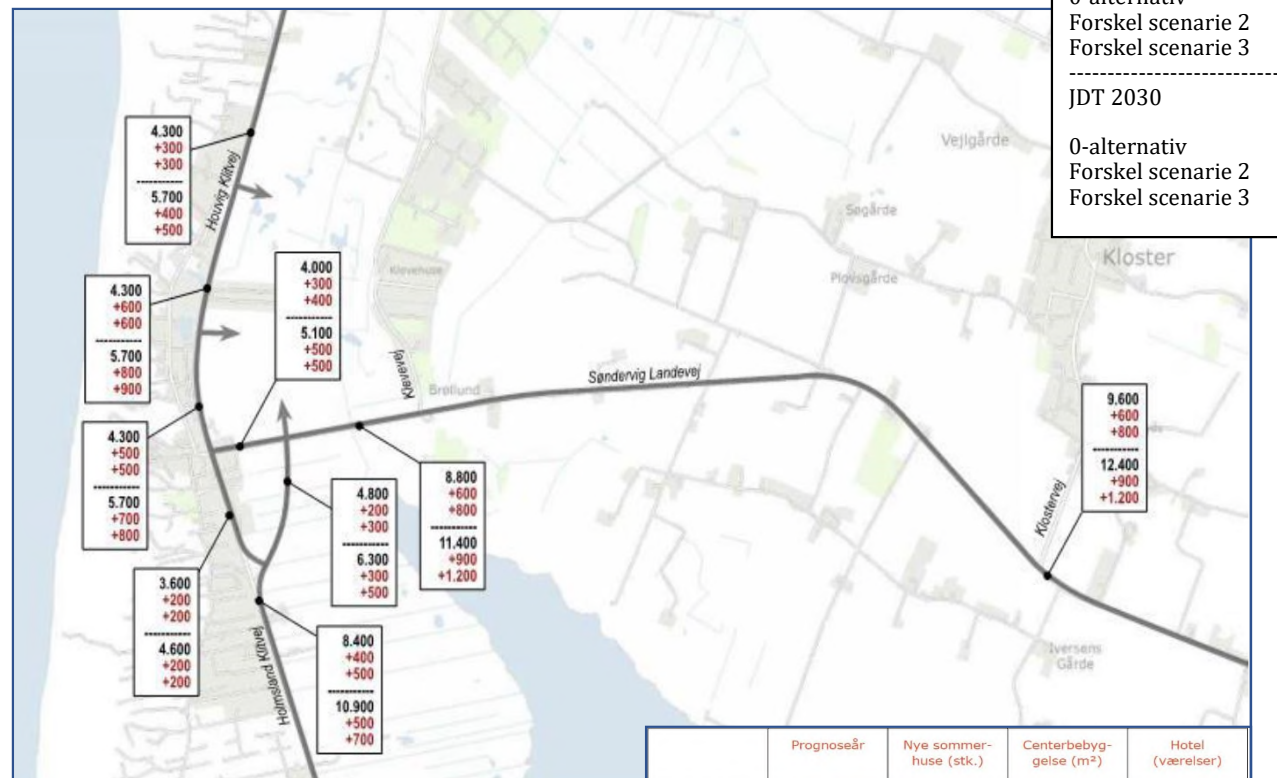 0-alternativ
Forskel scenarie 2
Forskel scenarie 3
-----------------------------
JDT 2030
0-alternativ
Forskel scenarie 2
Forskel scenarie 3
Vejlgårde
Søgårde
Kloster
Plovsgårde
4.300
+300
+300
----------
5.700
+400
+500
Houvig Klitvej
4.000
+300
+400
----------
5.100
+500
+500
Klevehuse
4.300
+600
+600
----------
5.700
+800
+900
Klevevej
Brøllund
Søndervig Landevej
9.600
+600
+800
----------
12.400
+900
+1.200
4.300
+500
+500
----------
5.700
+700
+800
8.800
+600
+800
----------
11.400
+900
+1.200
4.800
+200
+300
----------
6.300
+300
+500
Klostervej
3.600
+200
+200
----------
4.600
+200
+200
Holmsland Klitvej
8.400
+400
+500
----------
10.900
+500
+700
Iversens
Gårde
Prognoseår
Nye sommer-
huse (stk.)
Centerbebyg-
gelse (m²)
Hotel
(værelser)